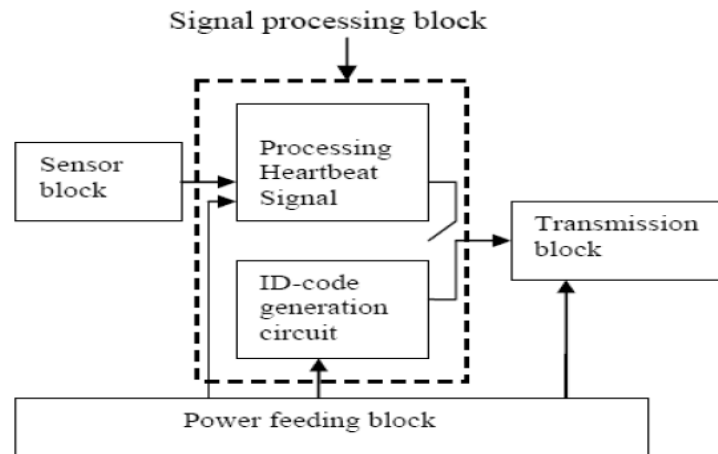 Signal processing block
Sensor
block
Processing
Heartbeat
Signal
Transmission
block
ID-code
generation
circuit
Power feeding block